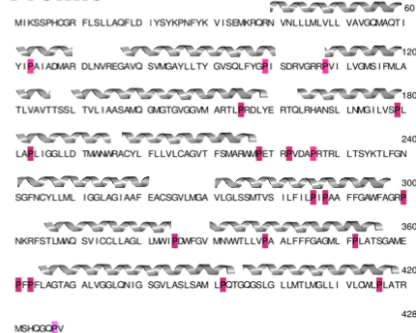 60
MIKSSPHQGR FLSLLAQFLD IYSYKPNFYK VISEMKRQRN VNLLLMLVLL VAVGQMAQTI
120
YIPAIADMAR DLNVREGAVQ SVMGAYLLTY GVSQLFYGPI SDRVGRRPVI LVGMSIFMLA
180
TLVAVTTSSL TVLIAASAMQ GMGTGVGGVM ARTLPRDLYE RTQLRHANSL LNMGILVSPL
240
LAPLIGGLLD TMWNWRACYL FLLVLCAGVT FSMARWMPET RPVDAPRTRL LTSYKTLFGN
300
SGFNCYLLML IGGLAGIAAF EACSGVLMGA VLGLSSMTVS ILFILPIPAA FFGAWFAGRP
360
NKRFSTLMWQ SVICCLLAGL LMWIPDWFGV MNVWTLLVPA ALFFFGAGML FPLATSGAME
420
PFPFLAGTAG ALVGGLQNIG SGVLASLSAM LPQTGQGSLG LLMTLMGLLI VLCWLPLATR
428
MSHQGQPV